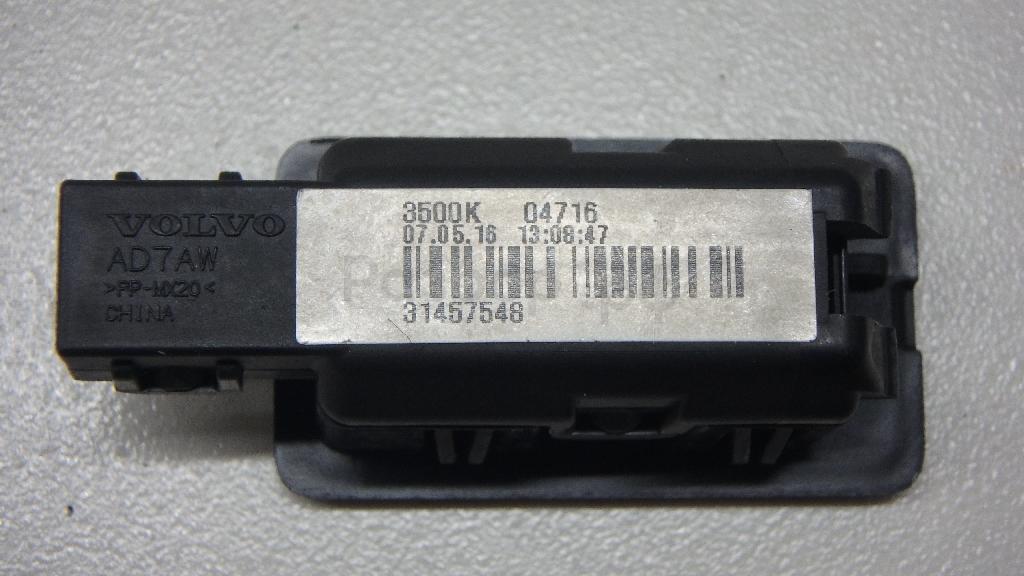 VOLVO
AD7AW
>PP-MX20<
CHINA
3500K 04716
07.05.16 13:08:47
31457548